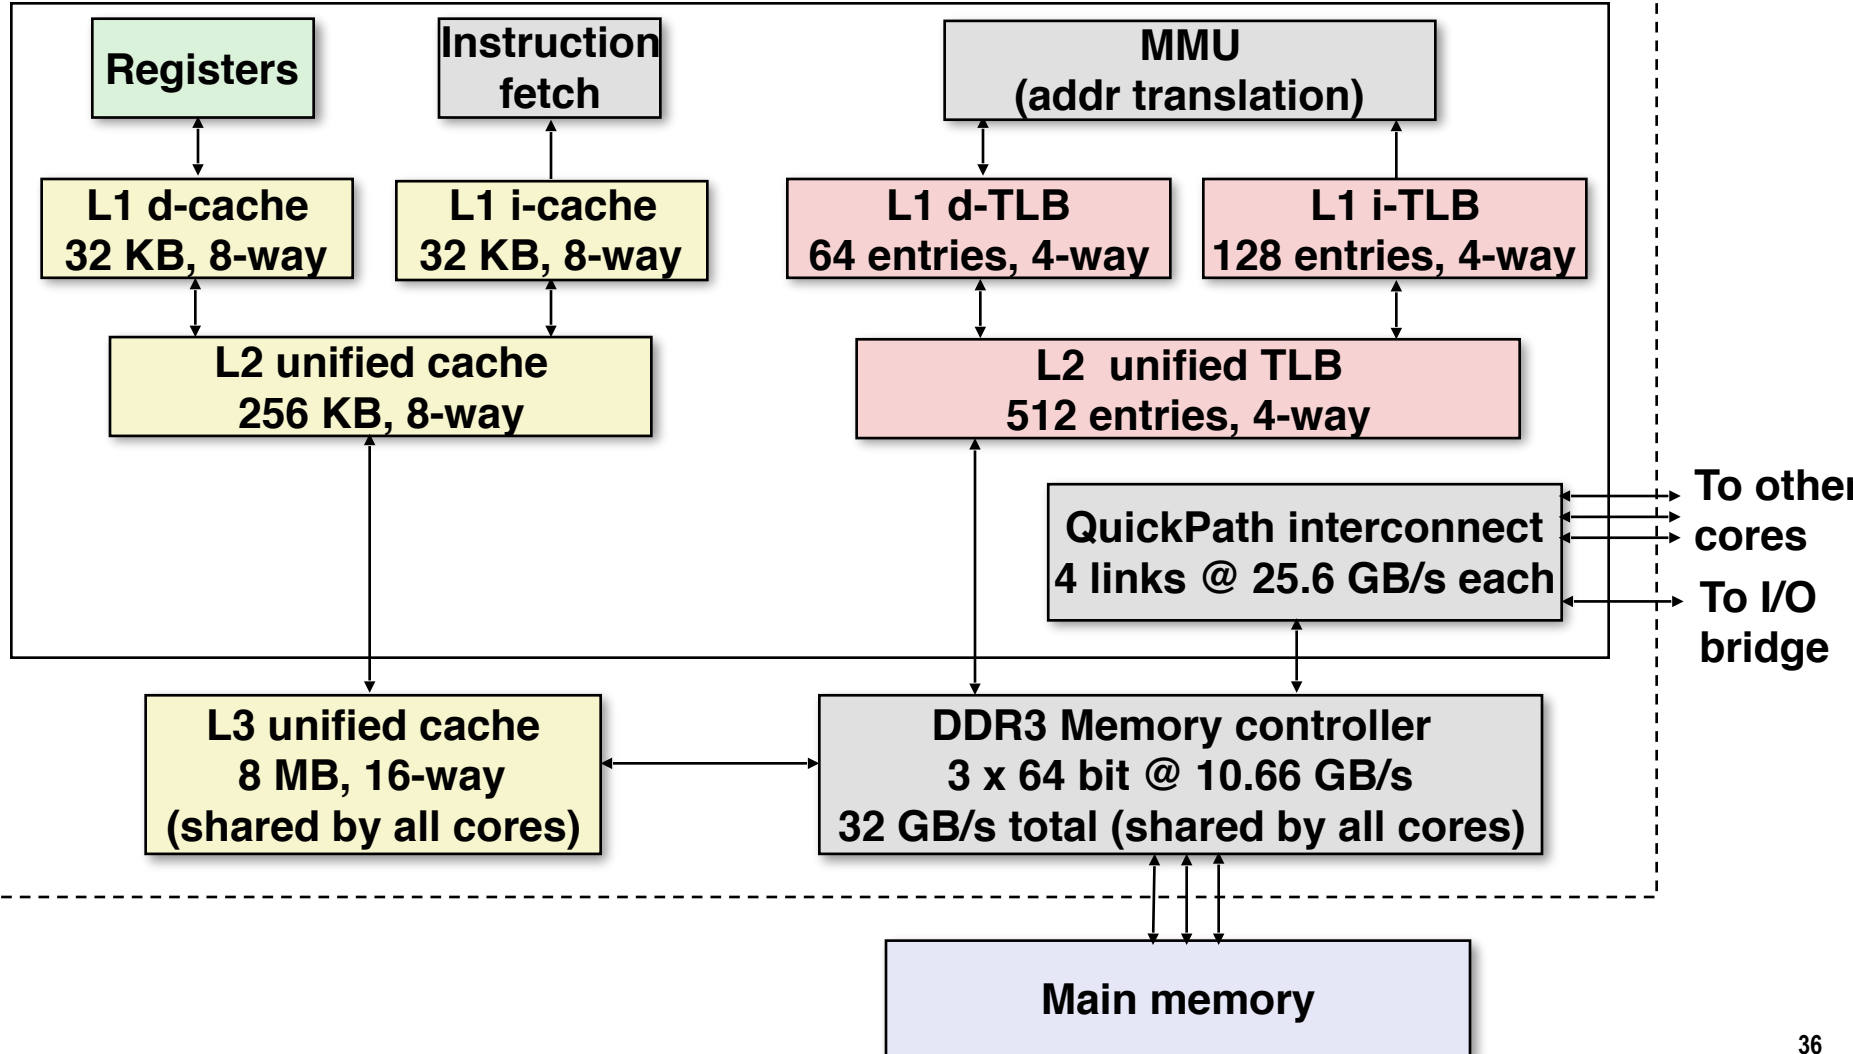 Registers
Instruction
fetch
MMU
(addr translation)
L1 d-cache
32 KB, 8-way
L1 i-cache
32 KB, 8-way
L1 d-TLB
64 entries, 4-way
L1 i-TLB
128 entries, 4-way
L2 unified cache
256 KB, 8-way
L2  unified TLB
512 entries, 4-way
QuickPath interconnect
4 links @ 25.6 GB/s each
To other
cores
To I/O
bridge
L3 unified cache
8 MB, 16-way
(shared by all cores)
DDR3 Memory controller
3 x 64 bit @ 10.66 GB/s
32 GB/s total (shared by all cores)
Main memory
36